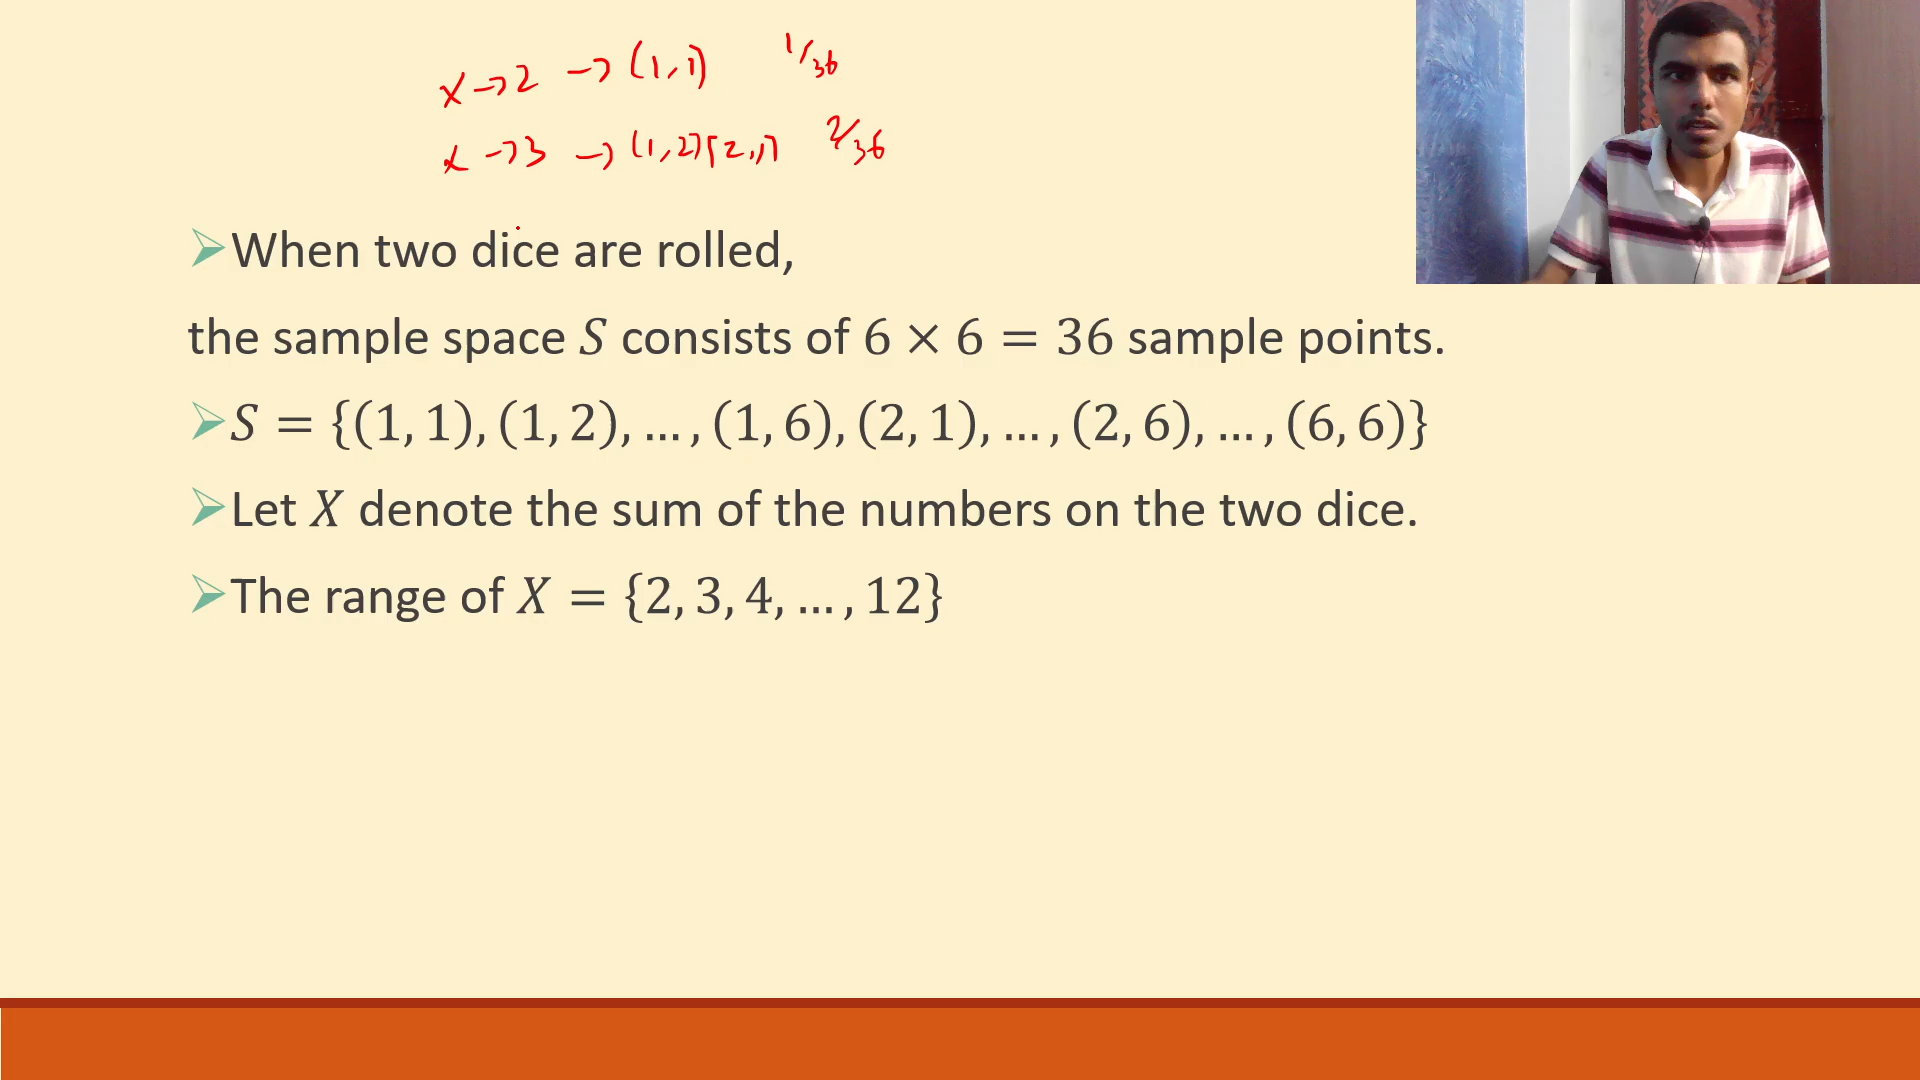 x → 2 → (1,1) 1/36
x → 3 → (1,2)(2,1) 2/36
➢When two dice are rolled,
the sample space S consists of 6 × 6 = 36 sample points.
➢S = {(1, 1), (1, 2), … , (1, 6), (2, 1), … , (2, 6), … , (6, 6)}
➢Let X denote the sum of the numbers on the two dice.
➢The range of X = {2, 3, 4, … , 12}